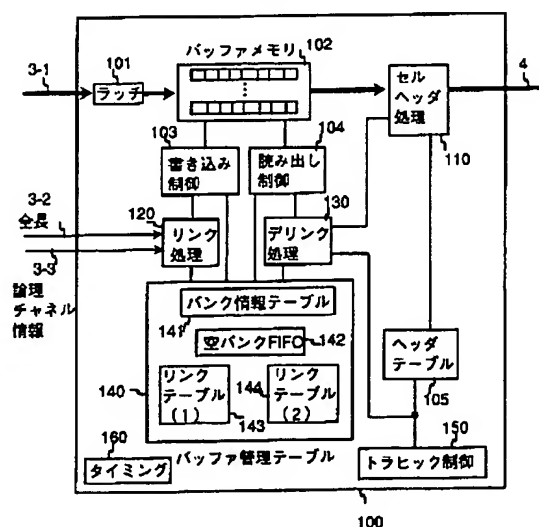 3-1
101
ラッチ
バッファメモリ
102
4
セル
ヘッダ
処理
110
103
書き込み
制御
104
読み出し
制御
3-2
全長
120
リンク
処理
130
デリンク
処理
3-3
論理
チャネル
情報
バンク情報テーブル
141
空バンクFIFO
142
140
リンク
テーブル
(1)
143
144
リンク
テーブル
(2)
ヘッダ
テーブル
105
160
タイミング
バッファ管理テーブル
150
トラヒック制御
100